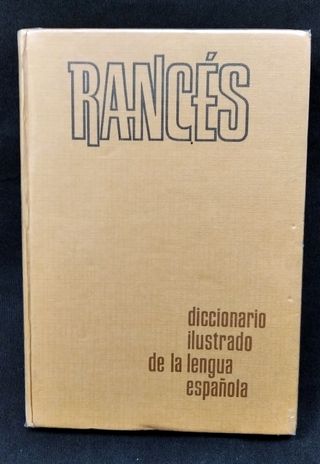 RANCÉS
diccionario
ilustrado
de la lengua
española